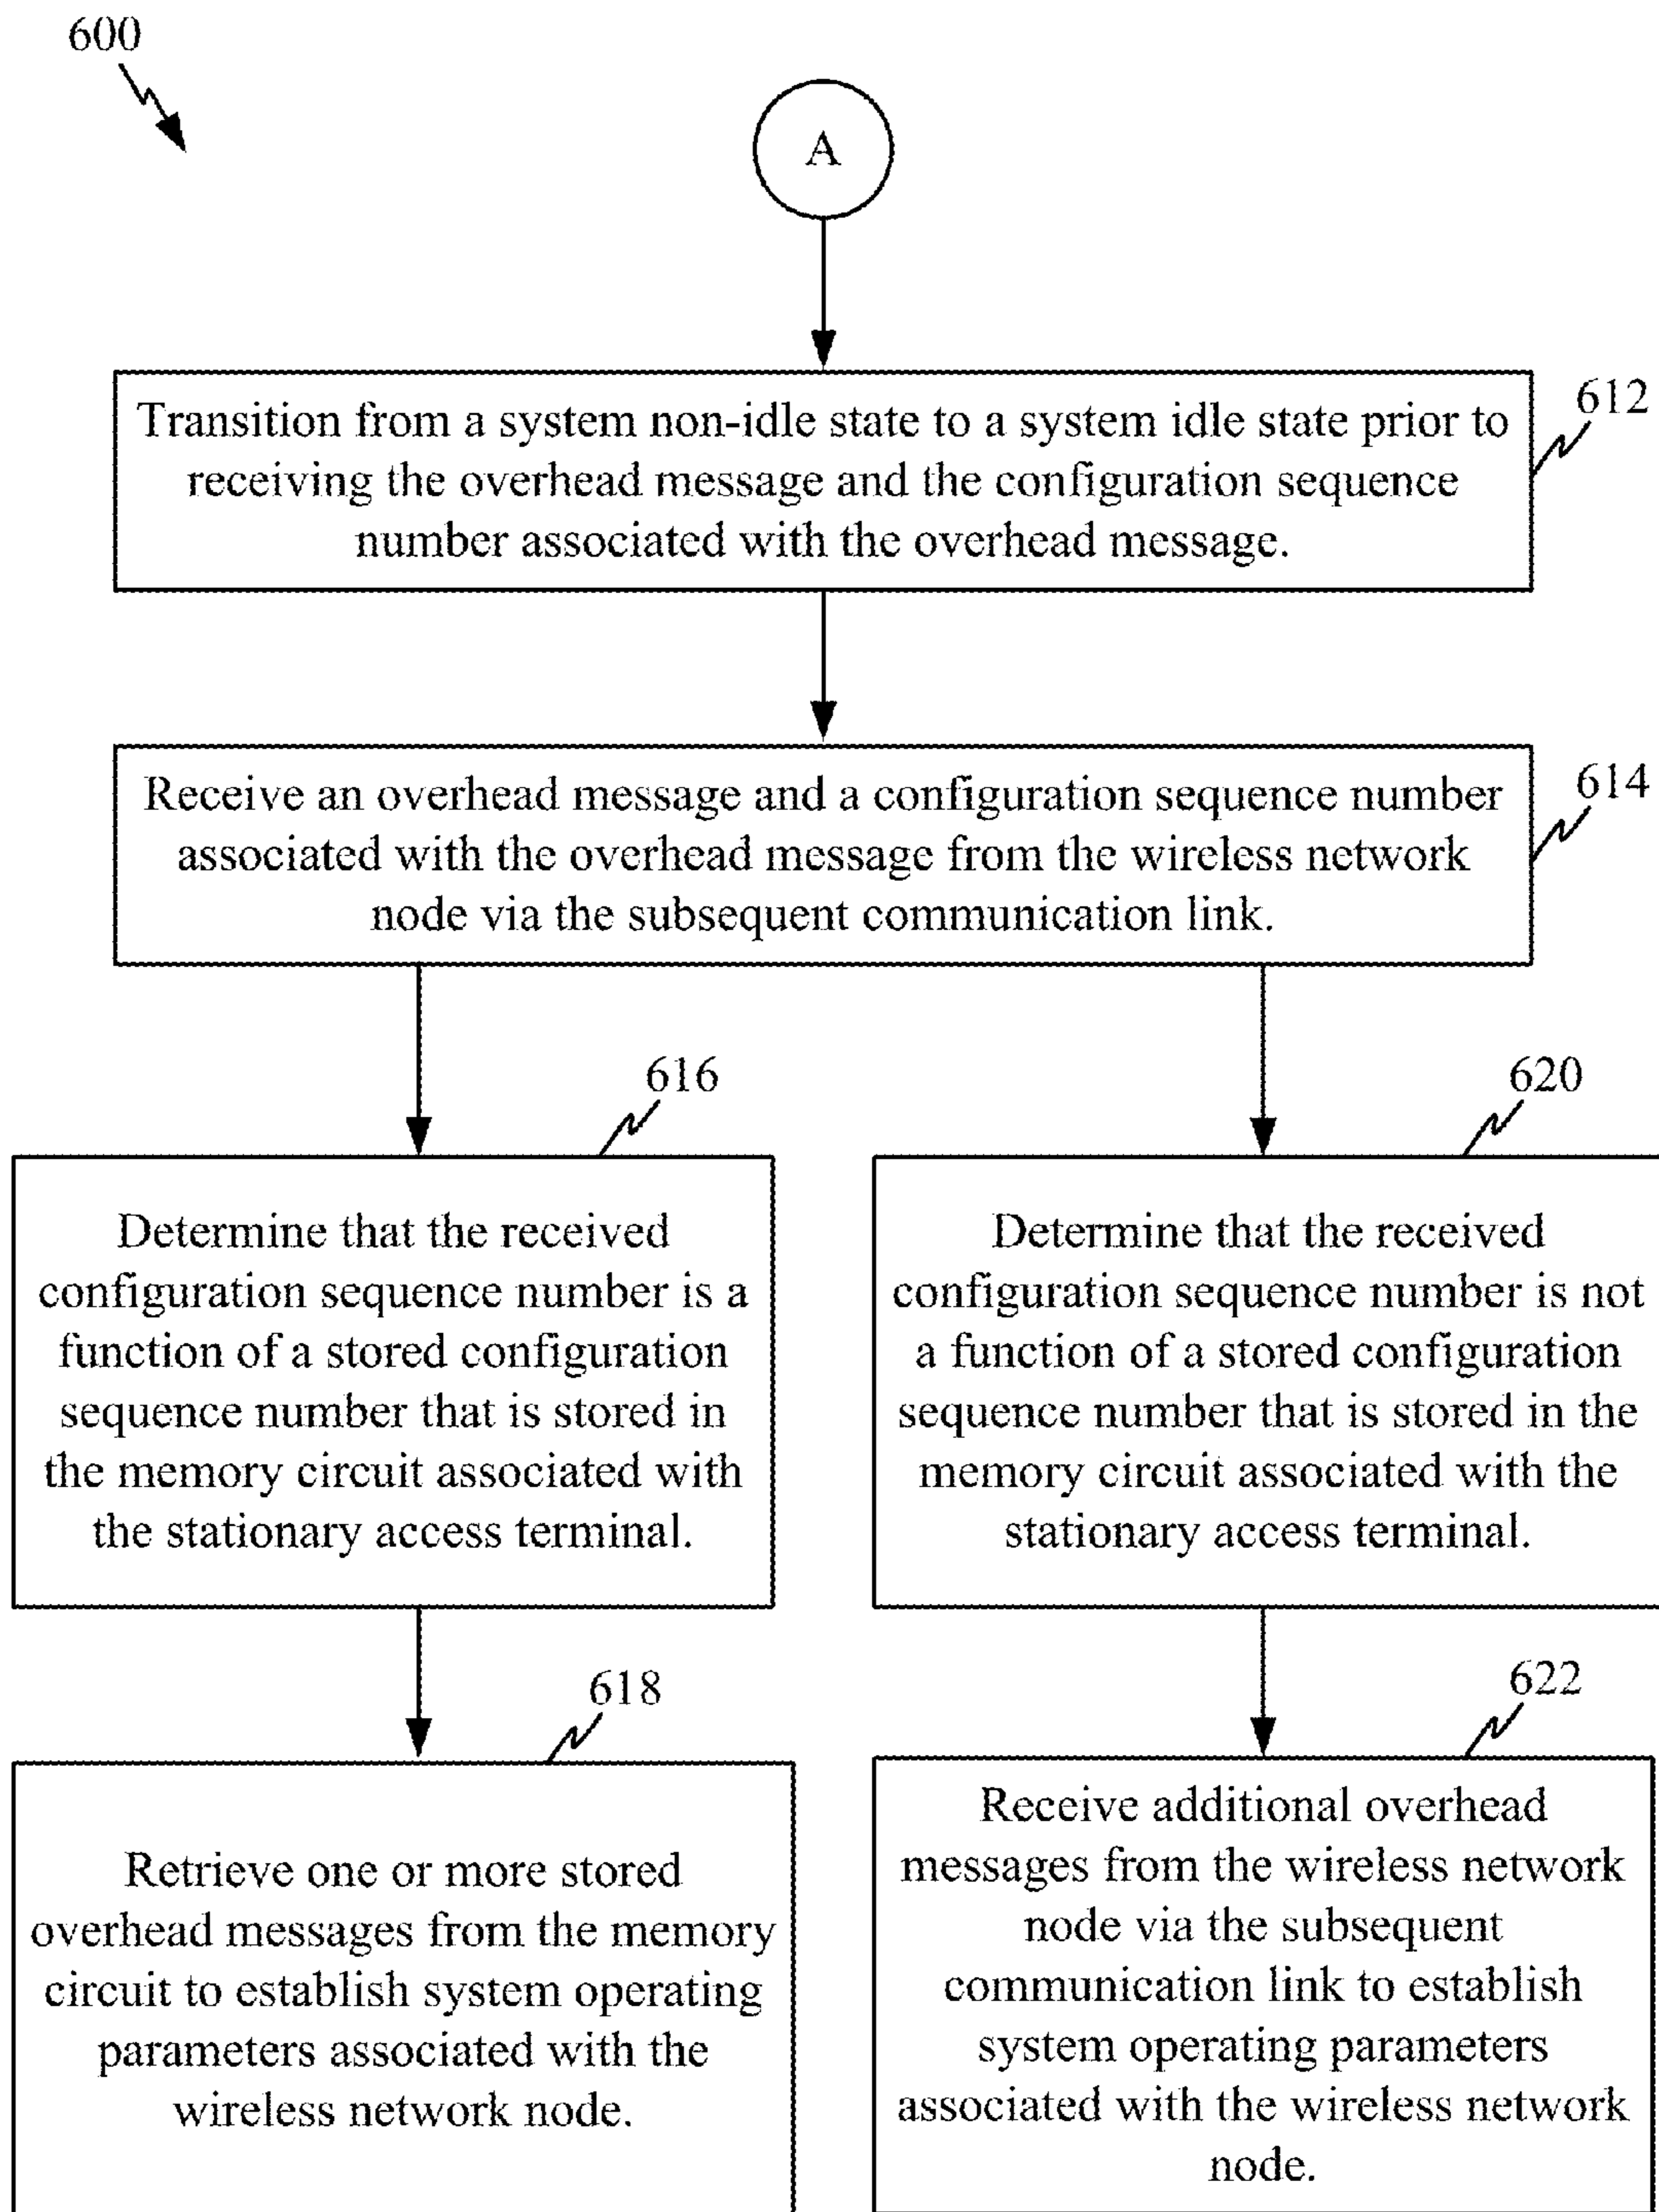 600
A
612
Transition from a system non-idle state to a system idle state prior to
receiving the overhead message and the configuration sequence
number associated with the overhead message.
614
Receive an overhead message and a configuration sequence number
associated with the overhead message from the wireless network
node via the subsequent communication link.
616
Determine that the received
configuration sequence number is a
function of a stored configuration
sequence number that is stored in
the memory circuit associated with
the stationary access terminal.
620
Determine that the received
configuration sequence number is not
a function of a stored configuration
sequence number that is stored in the
memory circuit associated with the
stationary access terminal.
618
Retrieve one or more stored
overhead messages from the memory
circuit to establish system operating
parameters associated with the
wireless network node.
622
Receive additional overhead
messages from the wireless network
node via the subsequent
communication link to establish
system operating parameters
associated with the wireless network
node.